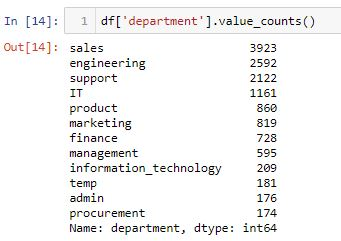 In [14]: 1 df['department'].value_counts()
Out[14]: sales 3923
engineering 2592
support 2122
IT 1161
product 860
marketing 819
finance 728
management 595
information_technology 209
temp 181
admin 176
procurement 174
Name: department, dtype: int64